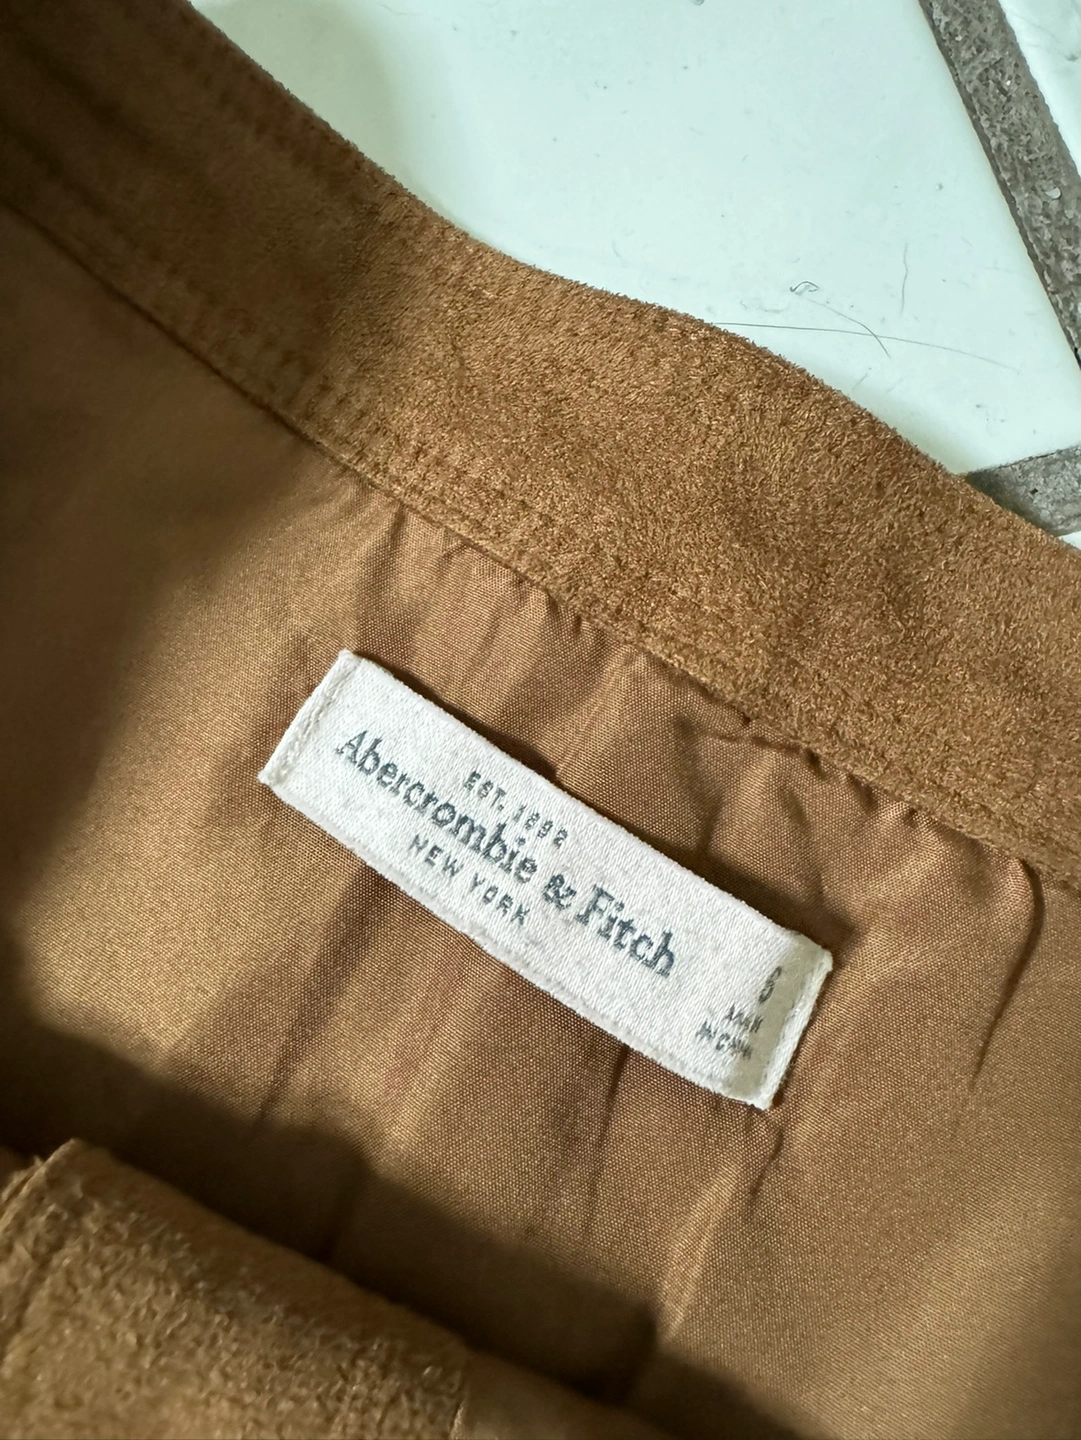 EST. 1892
Abercrombie & Fitch
NEW YORK